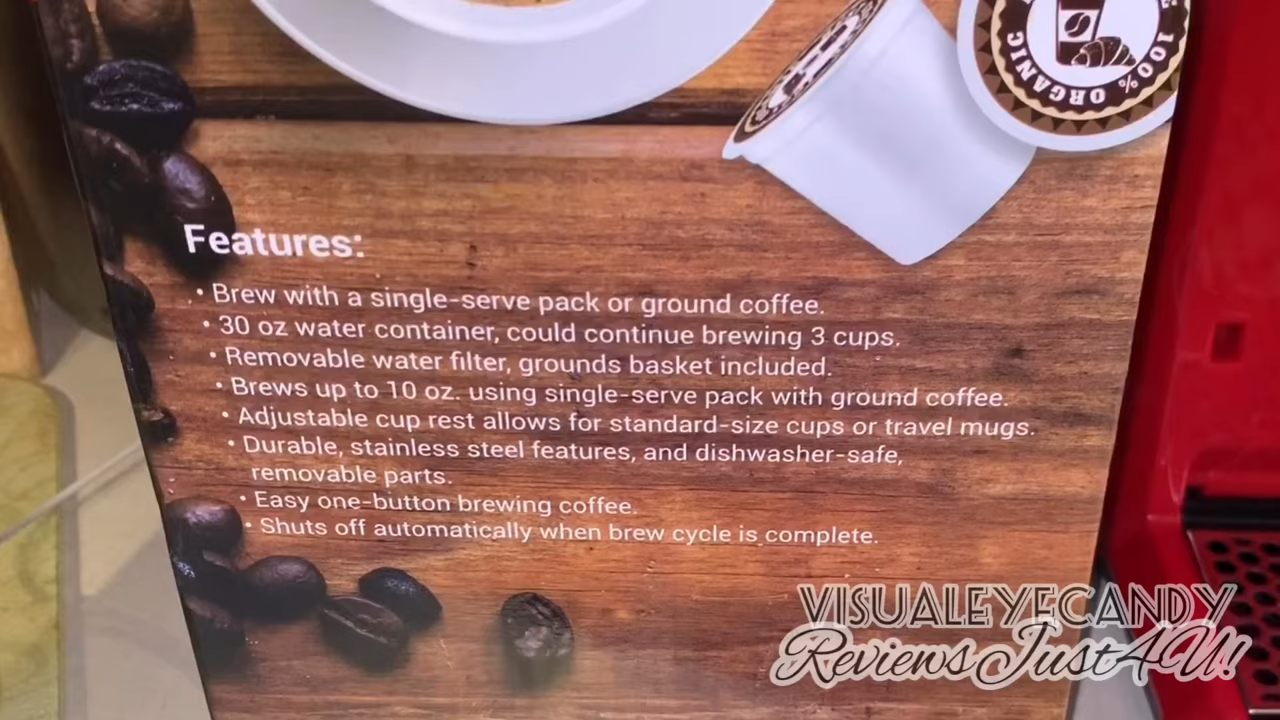 100% ORGANIC
Features:
• Brew with a single-serve pack or ground coffee.
• 30 oz water container, could continue brewing 3 cups.
• Removable water filter, grounds basket included.
• Brews up to 10 oz. using single-serve pack with ground coffee.
• Adjustable cup rest allows for standard-size cups or travel mugs.
• Durable, stainless steel features, and dishwasher-safe,
removable parts.
• Easy one-button brewing coffee.
• Shuts off automatically when brew cycle is complete.
VISUALEYECANDY
Reviews Just4U!